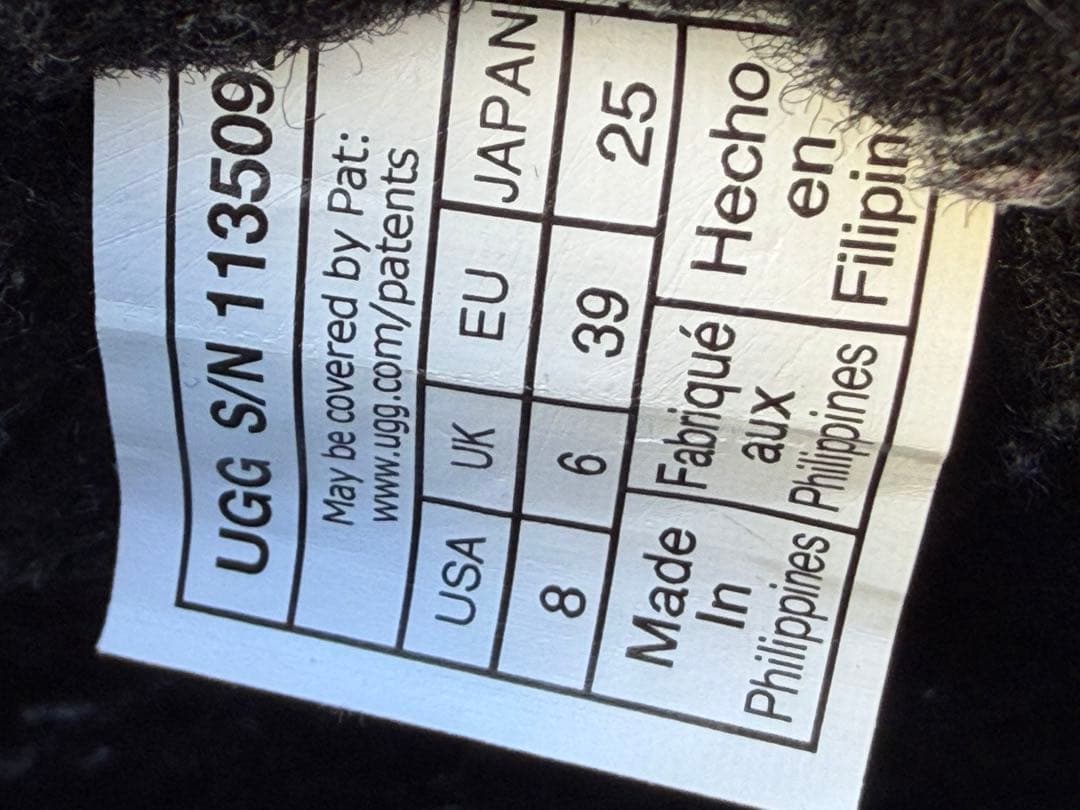 UGG S/N 113509
May be covered by Pat:
www.ugg.com/patents
USA UK EU JAPAN
8 6 39 25
Made In Philippines
Fabriqué aux Philippines
Hecho en Filipin